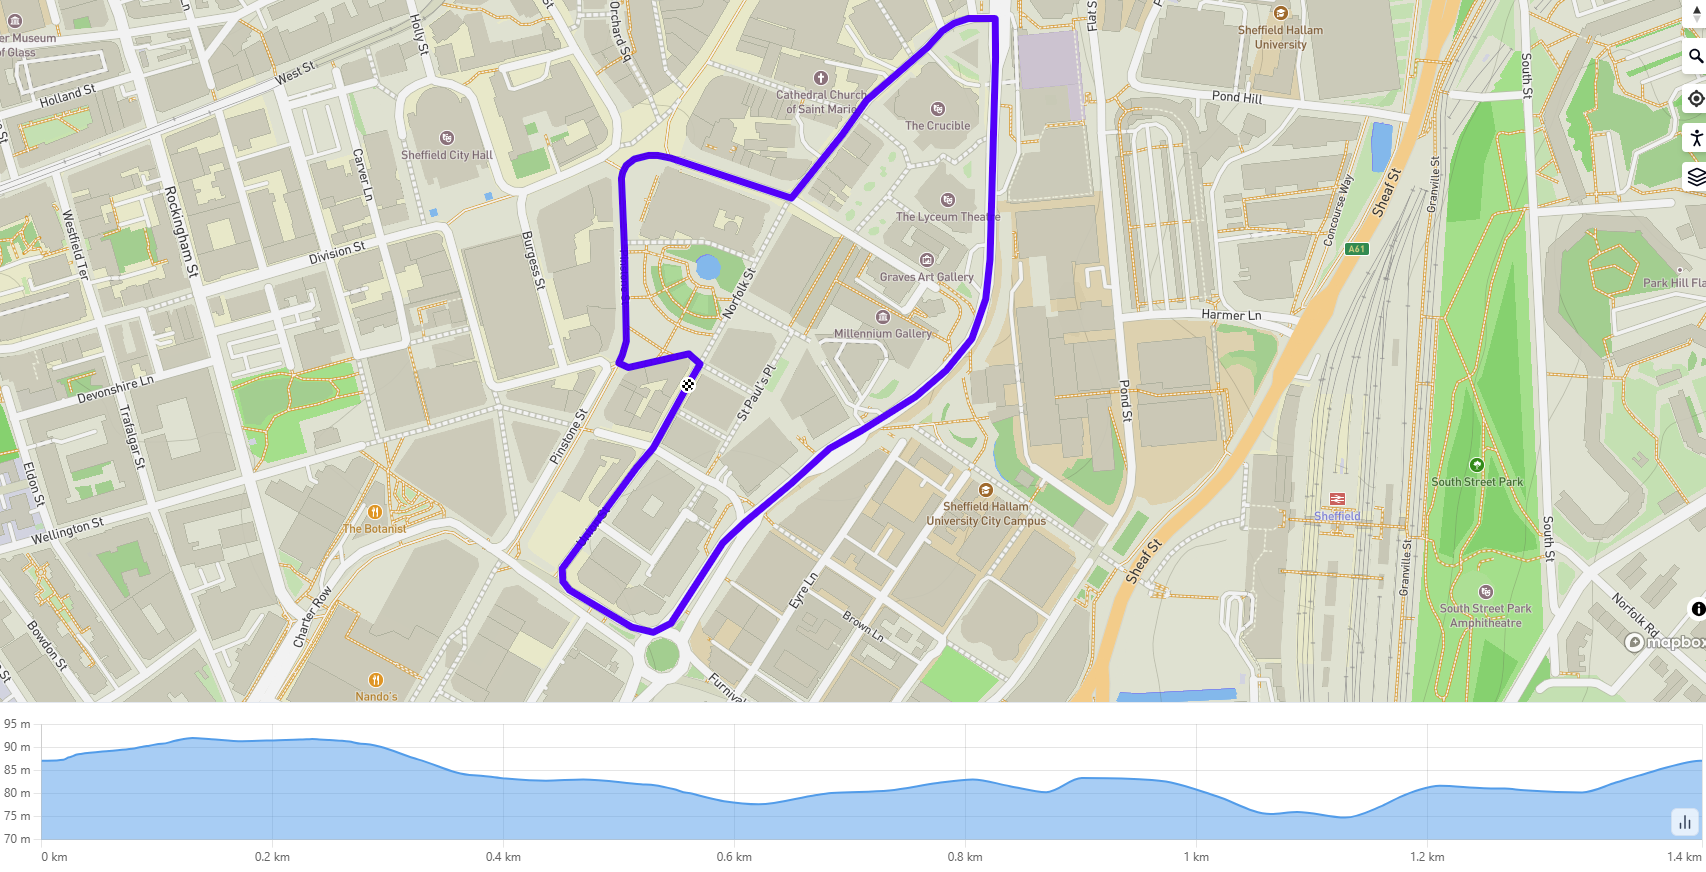 er Museum
of Glass
Holland St
West St
Holly St
Orchard Sq
Flat S
Sheffield Hallam
University
South St
Cathedral Church
of Saint Marie
The Crucible
Pond Hill
Sheffield City Hall
Carver Ln
Rockingham St
Westfield Ter
Division St
Burgess St
The Lyceum Theatre
Graves Art Gallery
Norfolk St
Millennium Gallery
Concourse Way
Sheaf St
Granville St
A61
Park Hill Fla
Harmer Ln
Devonshire Ln
Trafalgar St
Eldon St
Wellington St
Pinstone St
St Paul's Pl
Pond St
The Botanist
Sheffield Hallam
University City Campus
South Street Park
Sheffield
Union St
Sheaf St
Granville St
South St
Charter Row
Bowdon St
Eyre Ln
Brown Ln
South Street Park
Amphitheatre
Norfolk Rd
mapbox
Nando's
Furnival
95 m
90 m
85 m
80 m
75 m
70 m
0 km
0.2 km
0.4 km
0.6 km
0.8 km
1 km
1.2 km
1.4 km